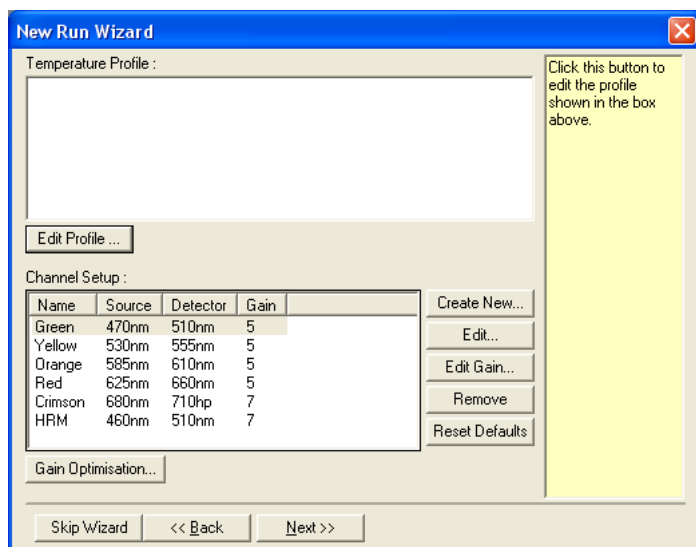 New Run Wizard
Temperature Profile :
Click this button to
edit the profile
shown in the box
above.
Edit Profile ...
Channel Setup :
Name Source Detector Gain
Green 470nm 510nm 5
Yellow 530nm 555nm 5
Orange 585nm 610nm 5
Red 625nm 660nm 5
Crimson 680nm 710hp 7
HRM 460nm 510nm 7
Create New...
Edit...
Edit Gain...
Remove
Reset Defaults
Gain Optimisation...
Skip Wizard << Back Next >>